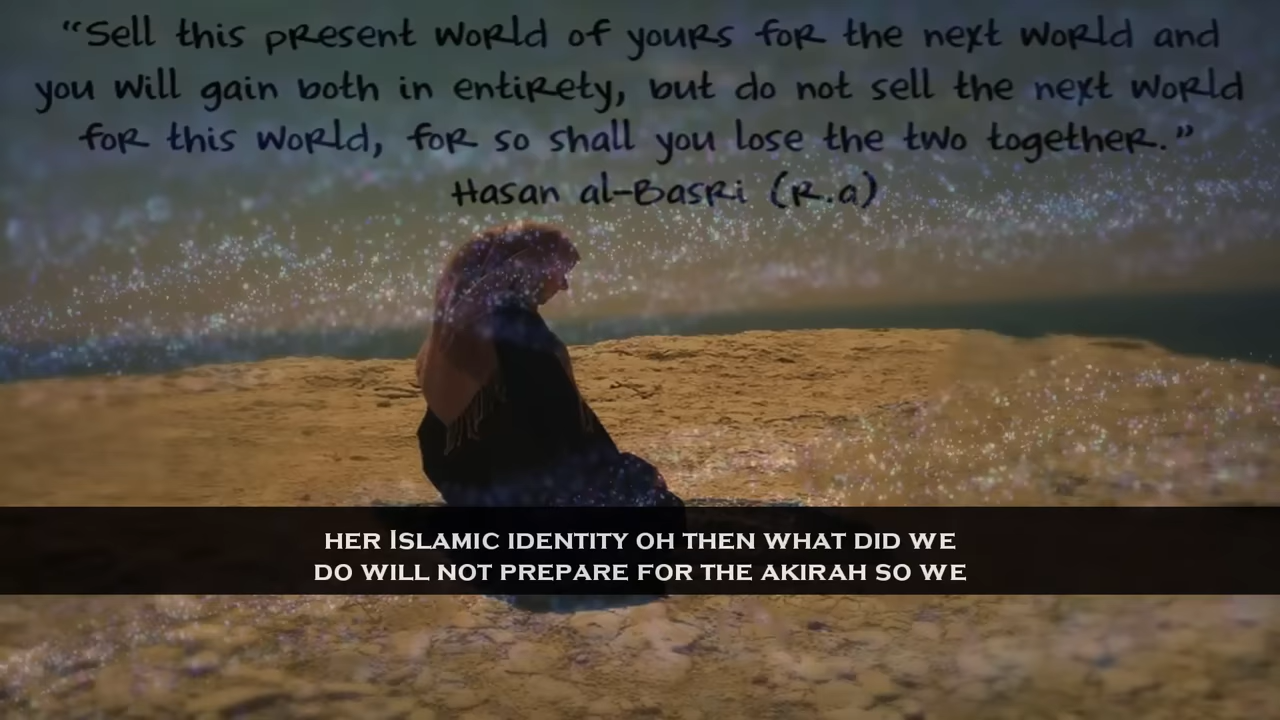 “Sell this present world of yours for the next world and
you will gain both in entirety, but do not sell the next world
for this world, for so shall you lose the two together.”
Hasan al-Basri (R.a)
her Islamic identity oh then what did we
do will not prepare for the akirah so we